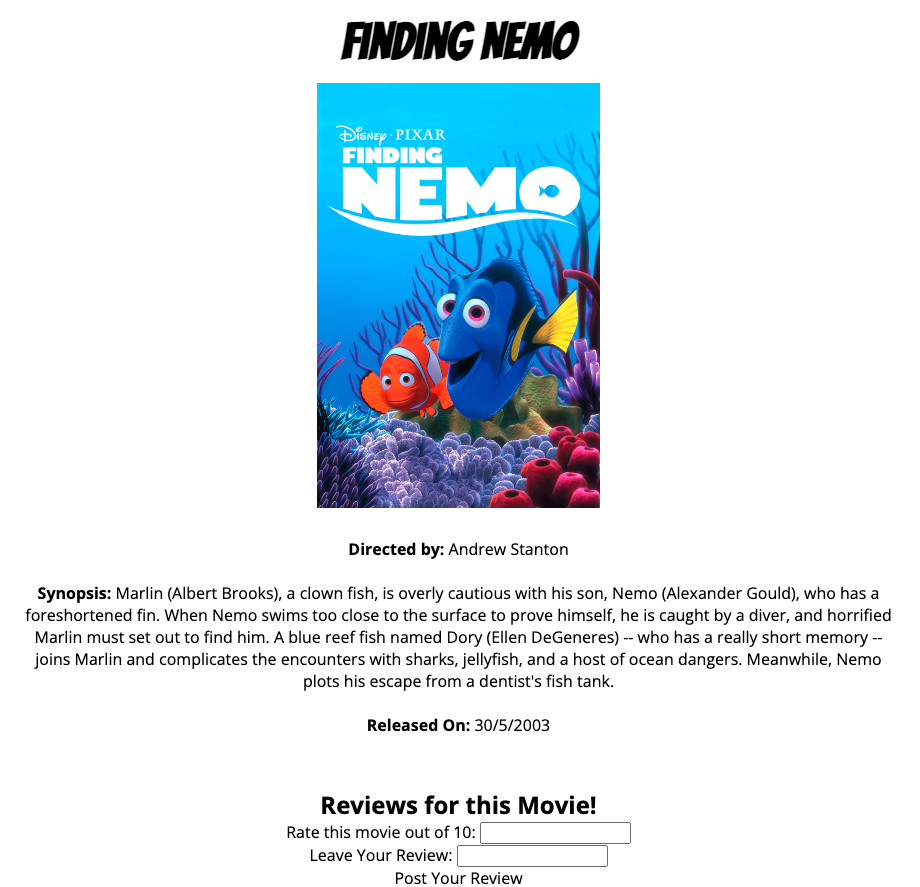 FINDING NEMO
Disney · PIXAR
FINDING
NEMO
Directed by: Andrew Stanton
Synopsis: Marlin (Albert Brooks), a clown fish, is overly cautious with his son, Nemo (Alexander Gould), who has a
foreshortened fin. When Nemo swims too close to the surface to prove himself, he is caught by a diver, and horrified
Marlin must set out to find him. A blue reef fish named Dory (Ellen DeGeneres) -- who has a really short memory --
joins Marlin and complicates the encounters with sharks, jellyfish, and a host of ocean dangers. Meanwhile, Nemo
plots his escape from a dentist's fish tank.
Released On: 30/5/2003
Reviews for this Movie!
Rate this movie out of 10:
Leave Your Review:
Post Your Review